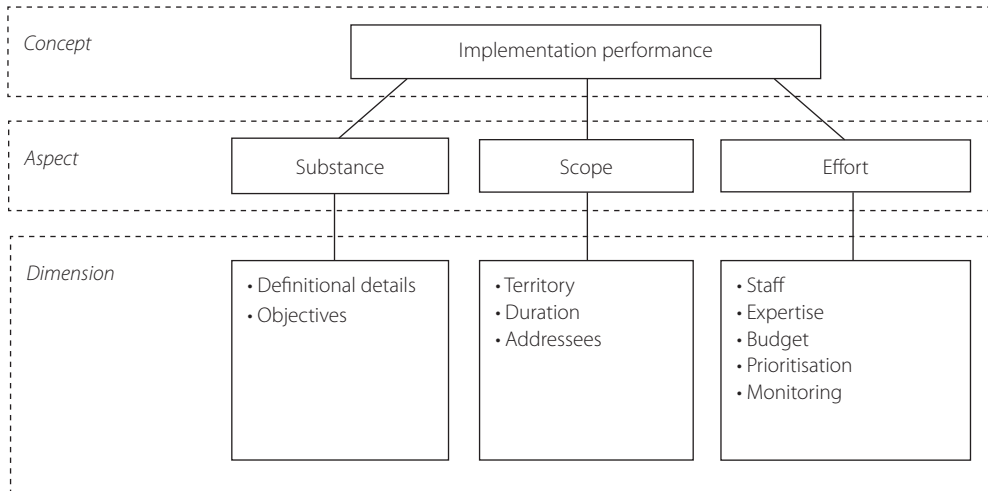 Concept
Implementation performance
Aspect
Substance
Scope
Effort
Dimension
• Definitional details
• Objectives
• Territory
• Duration
• Addressees
• Staff
• Expertise
• Budget
• Prioritisation
• Monitoring